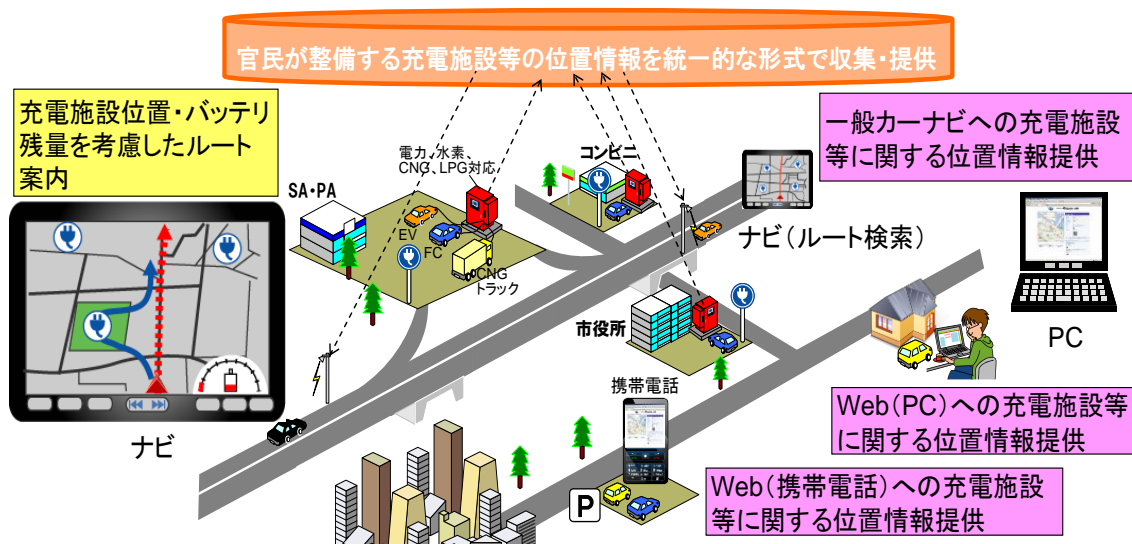 官民が整備する充電施設等の位置情報を統一的な形式で収集・提供
充電施設位置・バッテリ
残量を考慮したルート
案内
一般カーナビへの充電施設
等に関する位置情報提供
電力、水素、
CNG、LPG対応
コンビニ
SA・PA
EV
FC
CNG
トラック
ナビ（ルート検索）
市役所
PC
携帯電話
ナビ
Web（PC）への充電施設等
に関する位置情報提供
P
Web（携帯電話）への充電施設
等に関する位置情報提供